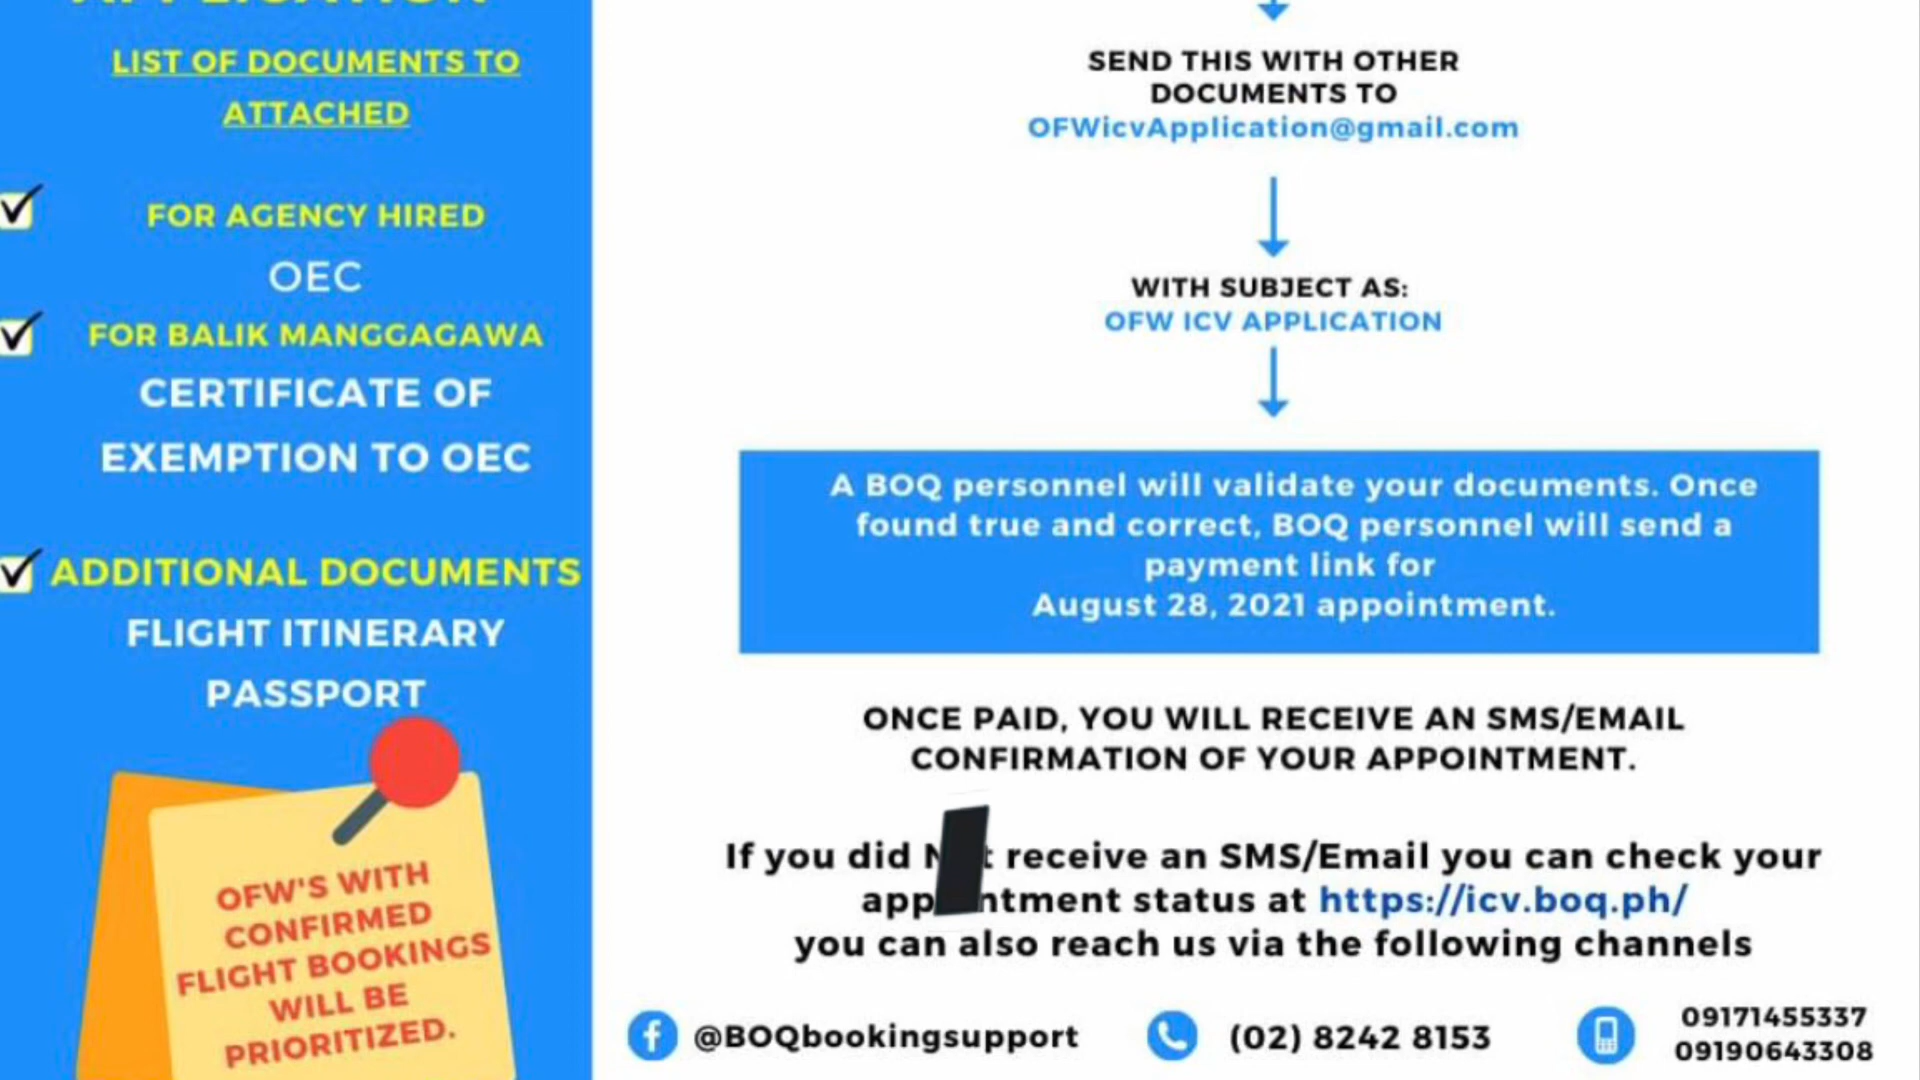 LIST OF DOCUMENTS TO
ATTACHED
FOR AGENCY HIRED
OEC
FOR BALIK MANGGAGAWA
CERTIFICATE OF
EXEMPTION TO OEC
ADDITIONAL DOCUMENTS
FLIGHT ITINERARY
PASSPORT
OFW'S WITH
CONFIRMED
FLIGHT BOOKINGS
WILL BE
PRIORITIZED.
SEND THIS WITH OTHER
DOCUMENTS TO
OFWicvApplication@gmail.com
WITH SUBJECT AS:
OFW ICV APPLICATION
A BOQ personnel will validate your documents. Once
found true and correct, BOQ personnel will send a
payment link for
August 28, 2021 appointment.
ONCE PAID, YOU WILL RECEIVE AN SMS/EMAIL
CONFIRMATION OF YOUR APPOINTMENT.
If you did receive an SMS/Email you can check your
status at https://icv.boq.ph/
you can also reach us via the following channels
@BOQbookingsupport
(02) 8242 8153
09171455337
09190643308